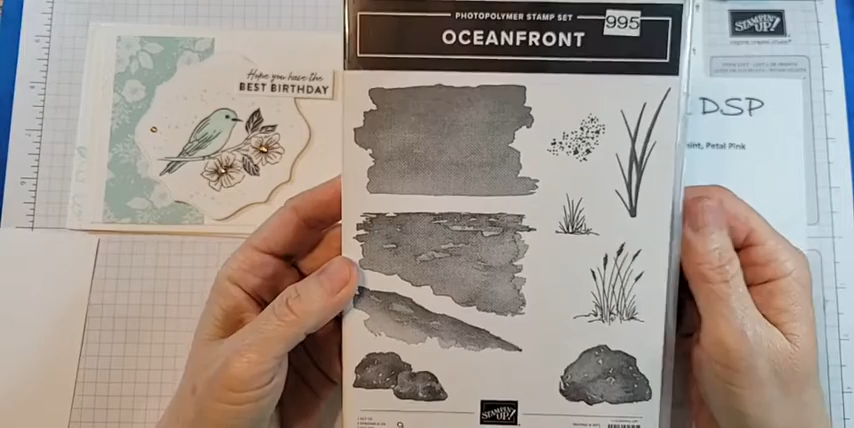 PHOTOPOLYMER STAMP SET
995
OCEANFRONT
STAMPIN' UP!
Hope you have the
BEST BIRTHDAY
DSP
int, Petal Pink
STAMPIN' UP!